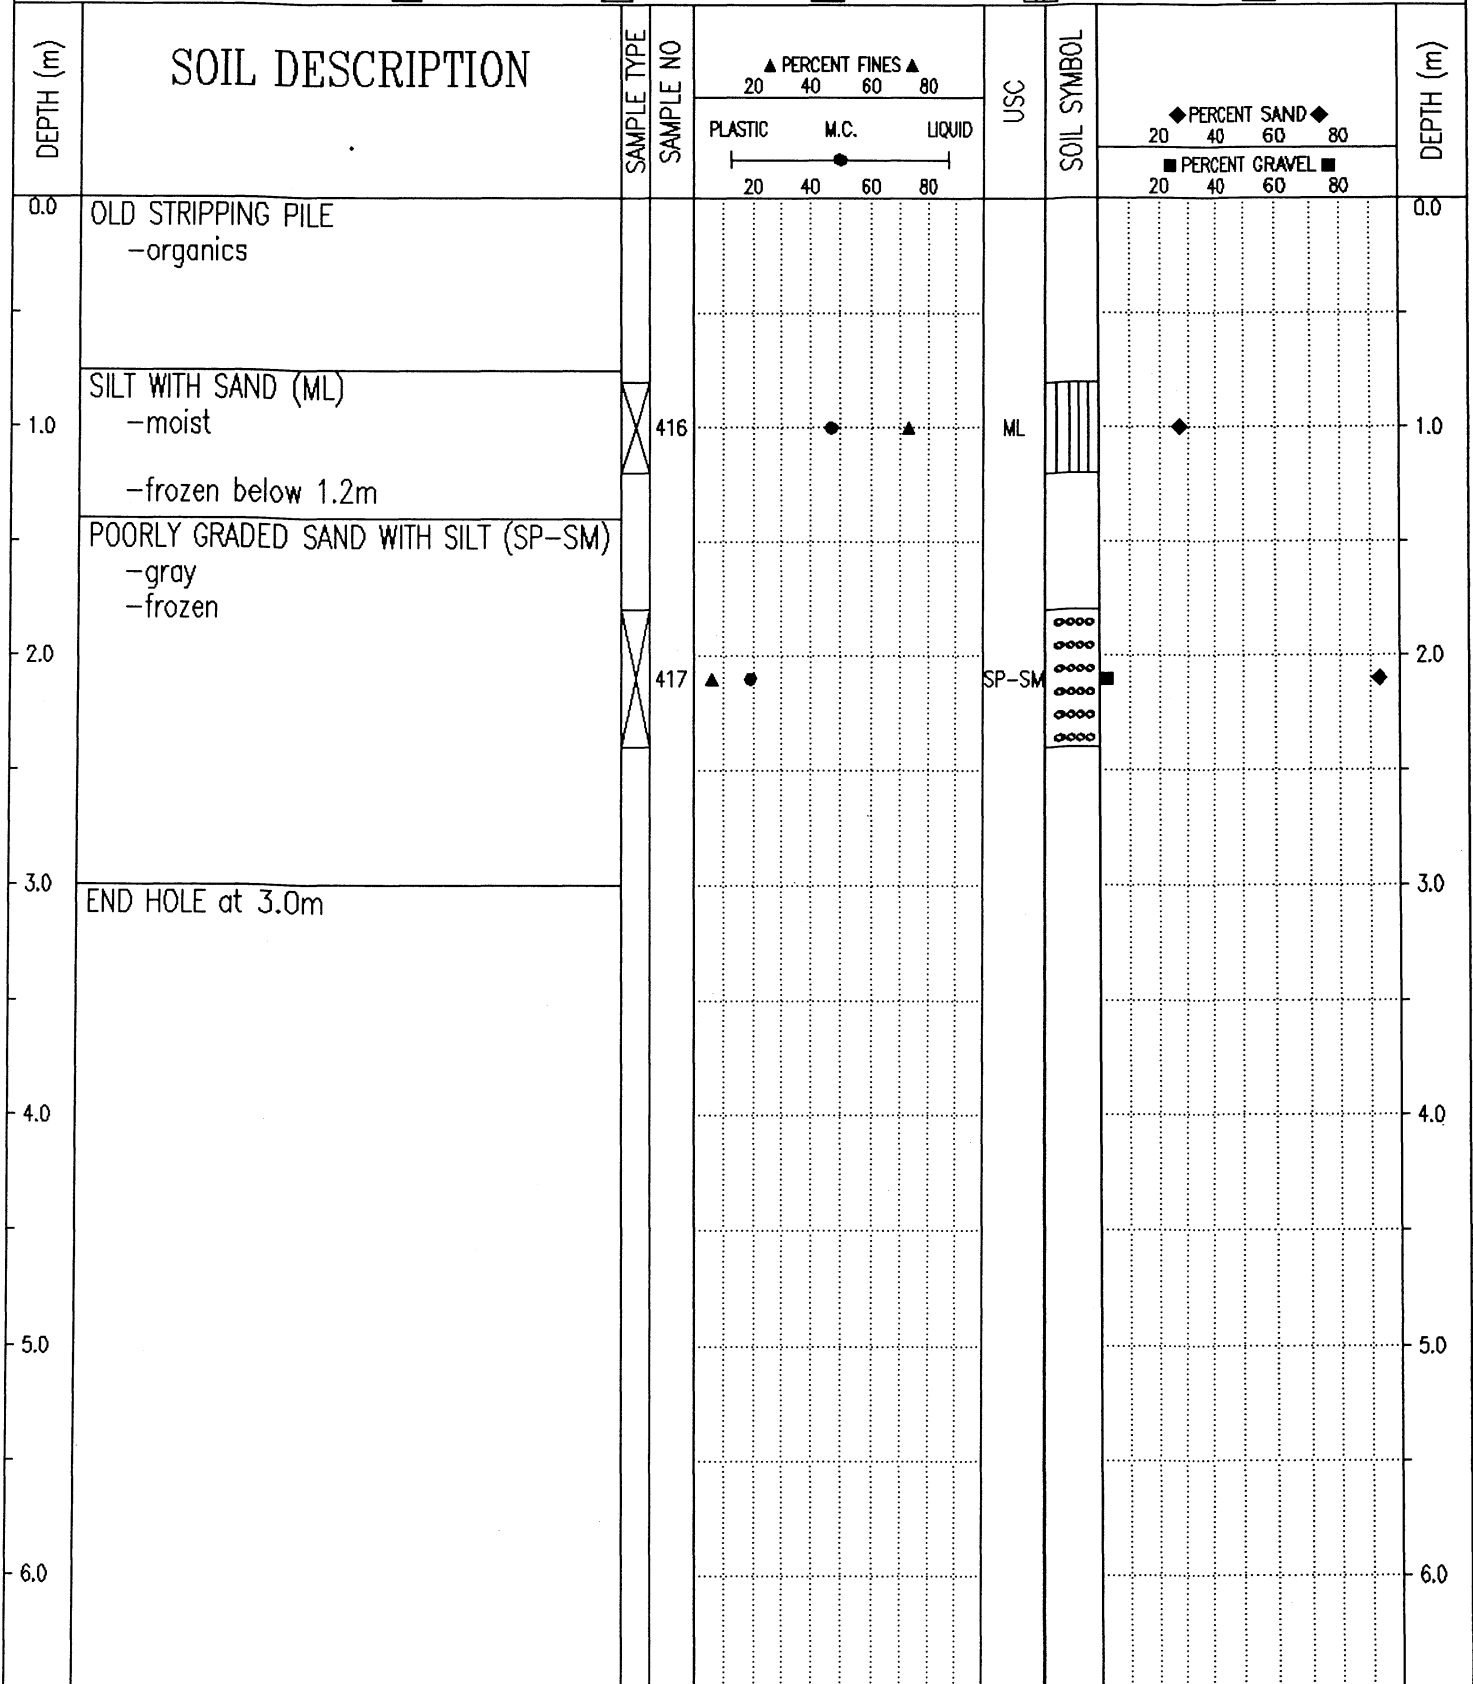 DEPTH (m)
SOIL DESCRIPTION
SAMPLE TYPE
SAMPLE NO
▲ PERCENT FINES ▲
20 40 60 80
PLASTIC M.C. LIQUID
20 40 60 80
USC
SOIL SYMBOL
◆ PERCENT SAND ◆
20 40 60 80
■ PERCENT GRAVEL ■
20 40 60 80
DEPTH (m)
0.0
OLD STRIPPING PILE
-organics
0.0
SILT WITH SAND (ML)
1.0
-moist
416
ML
1.0
-frozen below 1.2m
POORLY GRADED SAND WITH SILT (SP-SM)
-gray
-frozen
2.0
2.0
417
SP-SM
3.0
3.0
END HOLE at 3.0m
4.0
4.0
5.0
5.0
6.0
6.0